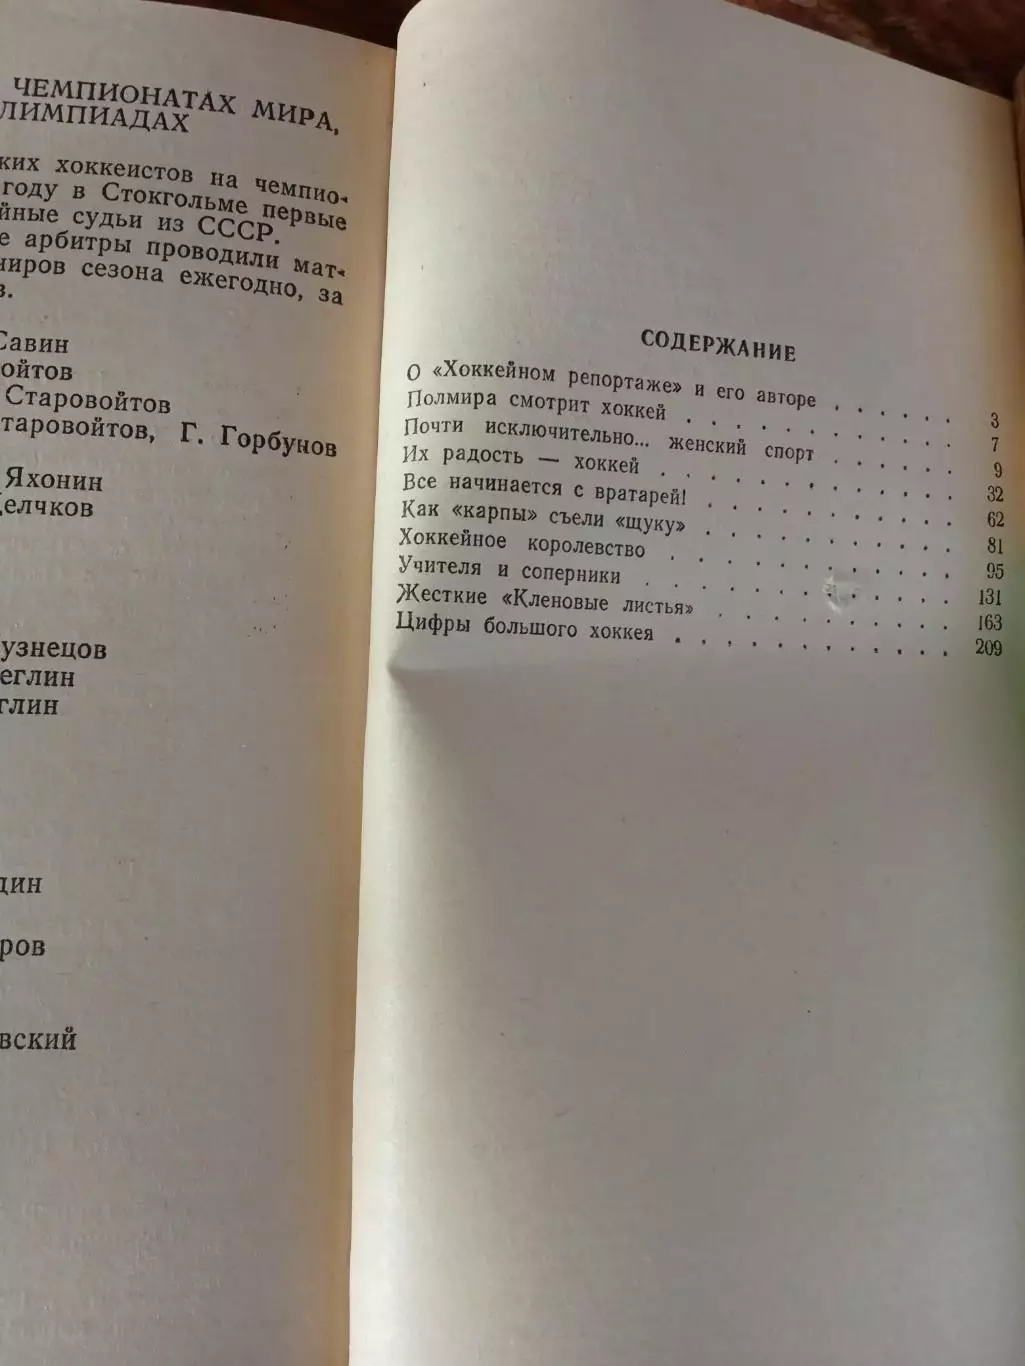 ЧЕМПИОНАТАХ МИРА,
ЛИМПИАДАХ
ких хоккеистов на чемпио-
году в Стокгольме первые
йные судьи из СССР.
е арбитры проводили мат-
ниров сезона ежегодно, за
в.
Савин
ойтов
Старовойтов
таровойтов, Г. Горбунов
Яхонин
Целчков
узнецов
еглин
глин
дин
ров
вский
СОДЕРЖАНИЕ
О «Хоккейном репортаже» и его авторе . . . . . . 3
Полмира смотрит хоккей . . . . . . . . . . . . 7
Почти исключительно... женский спорт . . . . . . 9
Их радость — хоккей . . . . . . . . . . . . . 32
Все начинается с вратарей! . . . . . . . . . . . 62
Как «карпы» съели «щуку» . . . . . . . . . . . 81
Хоккейное королевство . . . . . . . . . . . . 95
Учителя и соперники . . . . . . . . . . . . . 131
Жесткие «Кленовые листья» . . . . . . . . . . . 163
Цифры большого хоккея . . . . . . . . . . . . 209